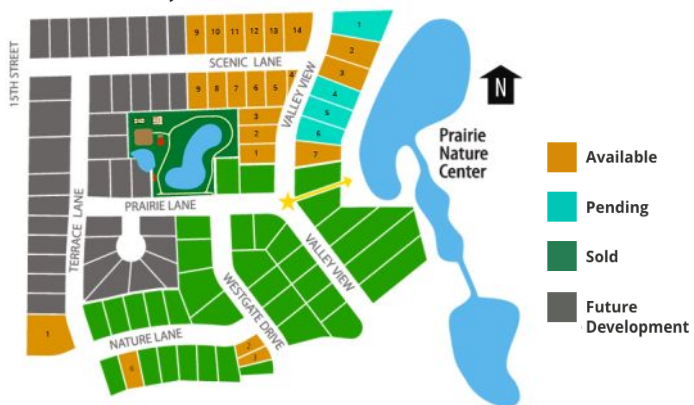 9 10 11 12 13 14
1
2
3
4
5
6
7
SCENIC LANE
15TH STREET
VALLEY VIEW
9 8 7 6 5 4
3
2
1
N
Prairie
Nature
Center
PRAIRIE LANE
TERRACE LANE
VALLEY VIEW
WESTGATE DRIVE
NATURE LANE
1
2
3
Available
Pending
Sold
Future
Development